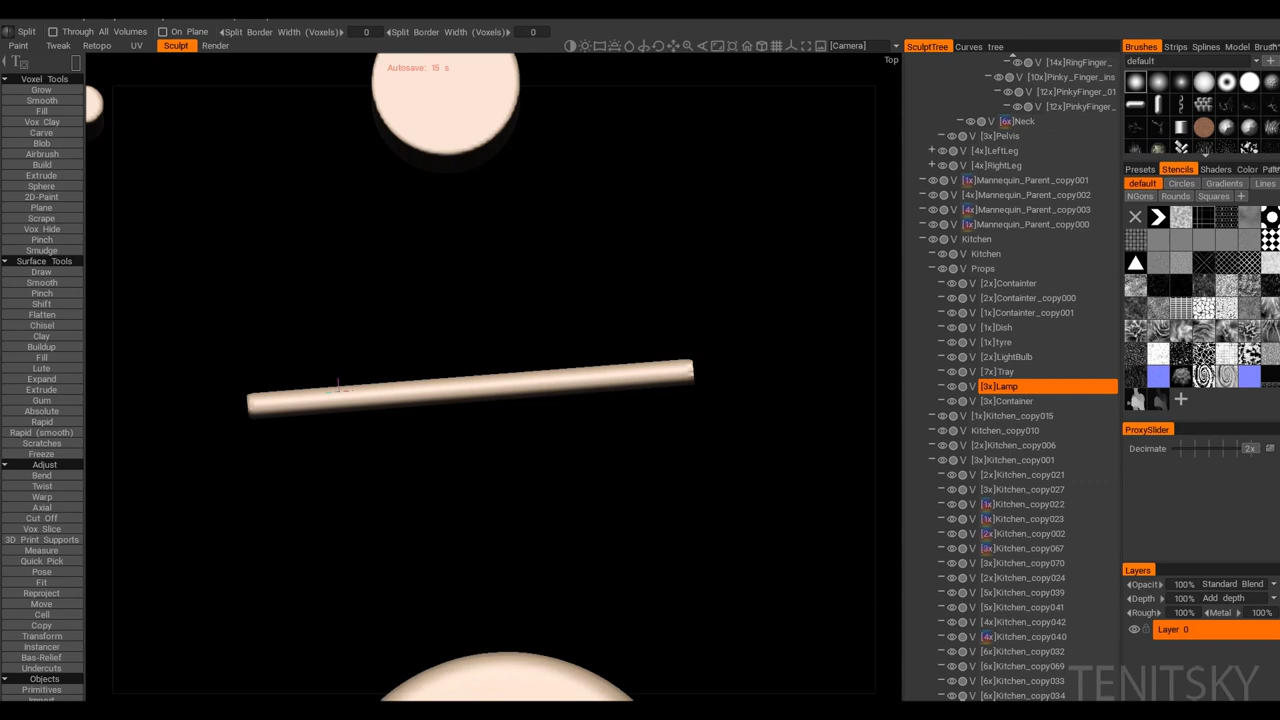 Split Through All Volumes On Plane Split Border Width (Voxels) 0 Split Border Width (Voxels) 0
Paint Tweak Retopo UV Sculpt Render [Camera] SculptTree Curves tree Brushes Strips Splines Model
default
Top
Autosave: 15 s
Voxel Tools
Grow
Smooth
Fill
Vox Clay
Carve
Blob
Airbrush
Build
Extrude
Sphere
2D-Paint
Plane
Scrape
Vox Hide
Pinch
Smudge
Surface Tools
Draw
Smooth
Pinch
Shift
Flatten
Chisel
Clay
Buildup
Fill
Lute
Expand
Extrude
Gum
Absolute
Rapid
Rapid (smooth)
Scratches
Freeze
Adjust
Bend
Twist
Warp
Axial
Cut Off
Vox Slice
3D Print Supports
Measure
Quick Pick
Pose
Fit
Reproject
Move
Cell
Copy
Transform
Instancer
Bas-Relief
Undercuts
Objects
Primitives
V [14x]RingFinger_
V [10x]Pinky_Finger_ins
V [12x]PinkyFinger_01
V [12x]PinkyFinger_
V [6x]Neck
V [3x]Pelvis
V [4x]LeftLeg
V [4x]RightLeg
V [1x]Mannequin_Parent_copy001
V [4x]Mannequin_Parent_copy002
V [4x]Mannequin_Parent_copy003
V [1x]Mannequin_Parent_copy000
V Kitchen
V Kitchen
V Props
V [2x]Containter
V [2x]Containter_copy000
V [1x]Containter_copy001
V [1x]Dish
V [1x]tyre
V [2x]LightBulb
V [7x]Tray
V [3x]Lamp
V [3x]Container
V [1x]Kitchen_copy015
V Kitchen_copy010
V [2x]Kitchen_copy006
V [3x]Kitchen_copy001
V [2x]Kitchen_copy021
V [3x]Kitchen_copy027
V [1x]Kitchen_copy022
V [1x]Kitchen_copy023
V [2x]Kitchen_copy002
V [3x]Kitchen_copy067
V [3x]Kitchen_copy070
V [2x]Kitchen_copy024
V [5x]Kitchen_copy039
V [5x]Kitchen_copy041
V [4x]Kitchen_copy042
V [4x]Kitchen_copy040
V [6x]Kitchen_copy032
V [6x]Kitchen_copy069
V [6x]Kitchen_copy033
V [6x]Kitchen_copy034
Presets Stencils Shaders Color
default Circles Gradients Lines
NGons Rounds Squares
ProxySlider
Decimate 2x
Layers
Opacit 100% Standard Blend
Depth 100% Add depth
Rough 100% Metal 100%
Layer 0
TENITSKY